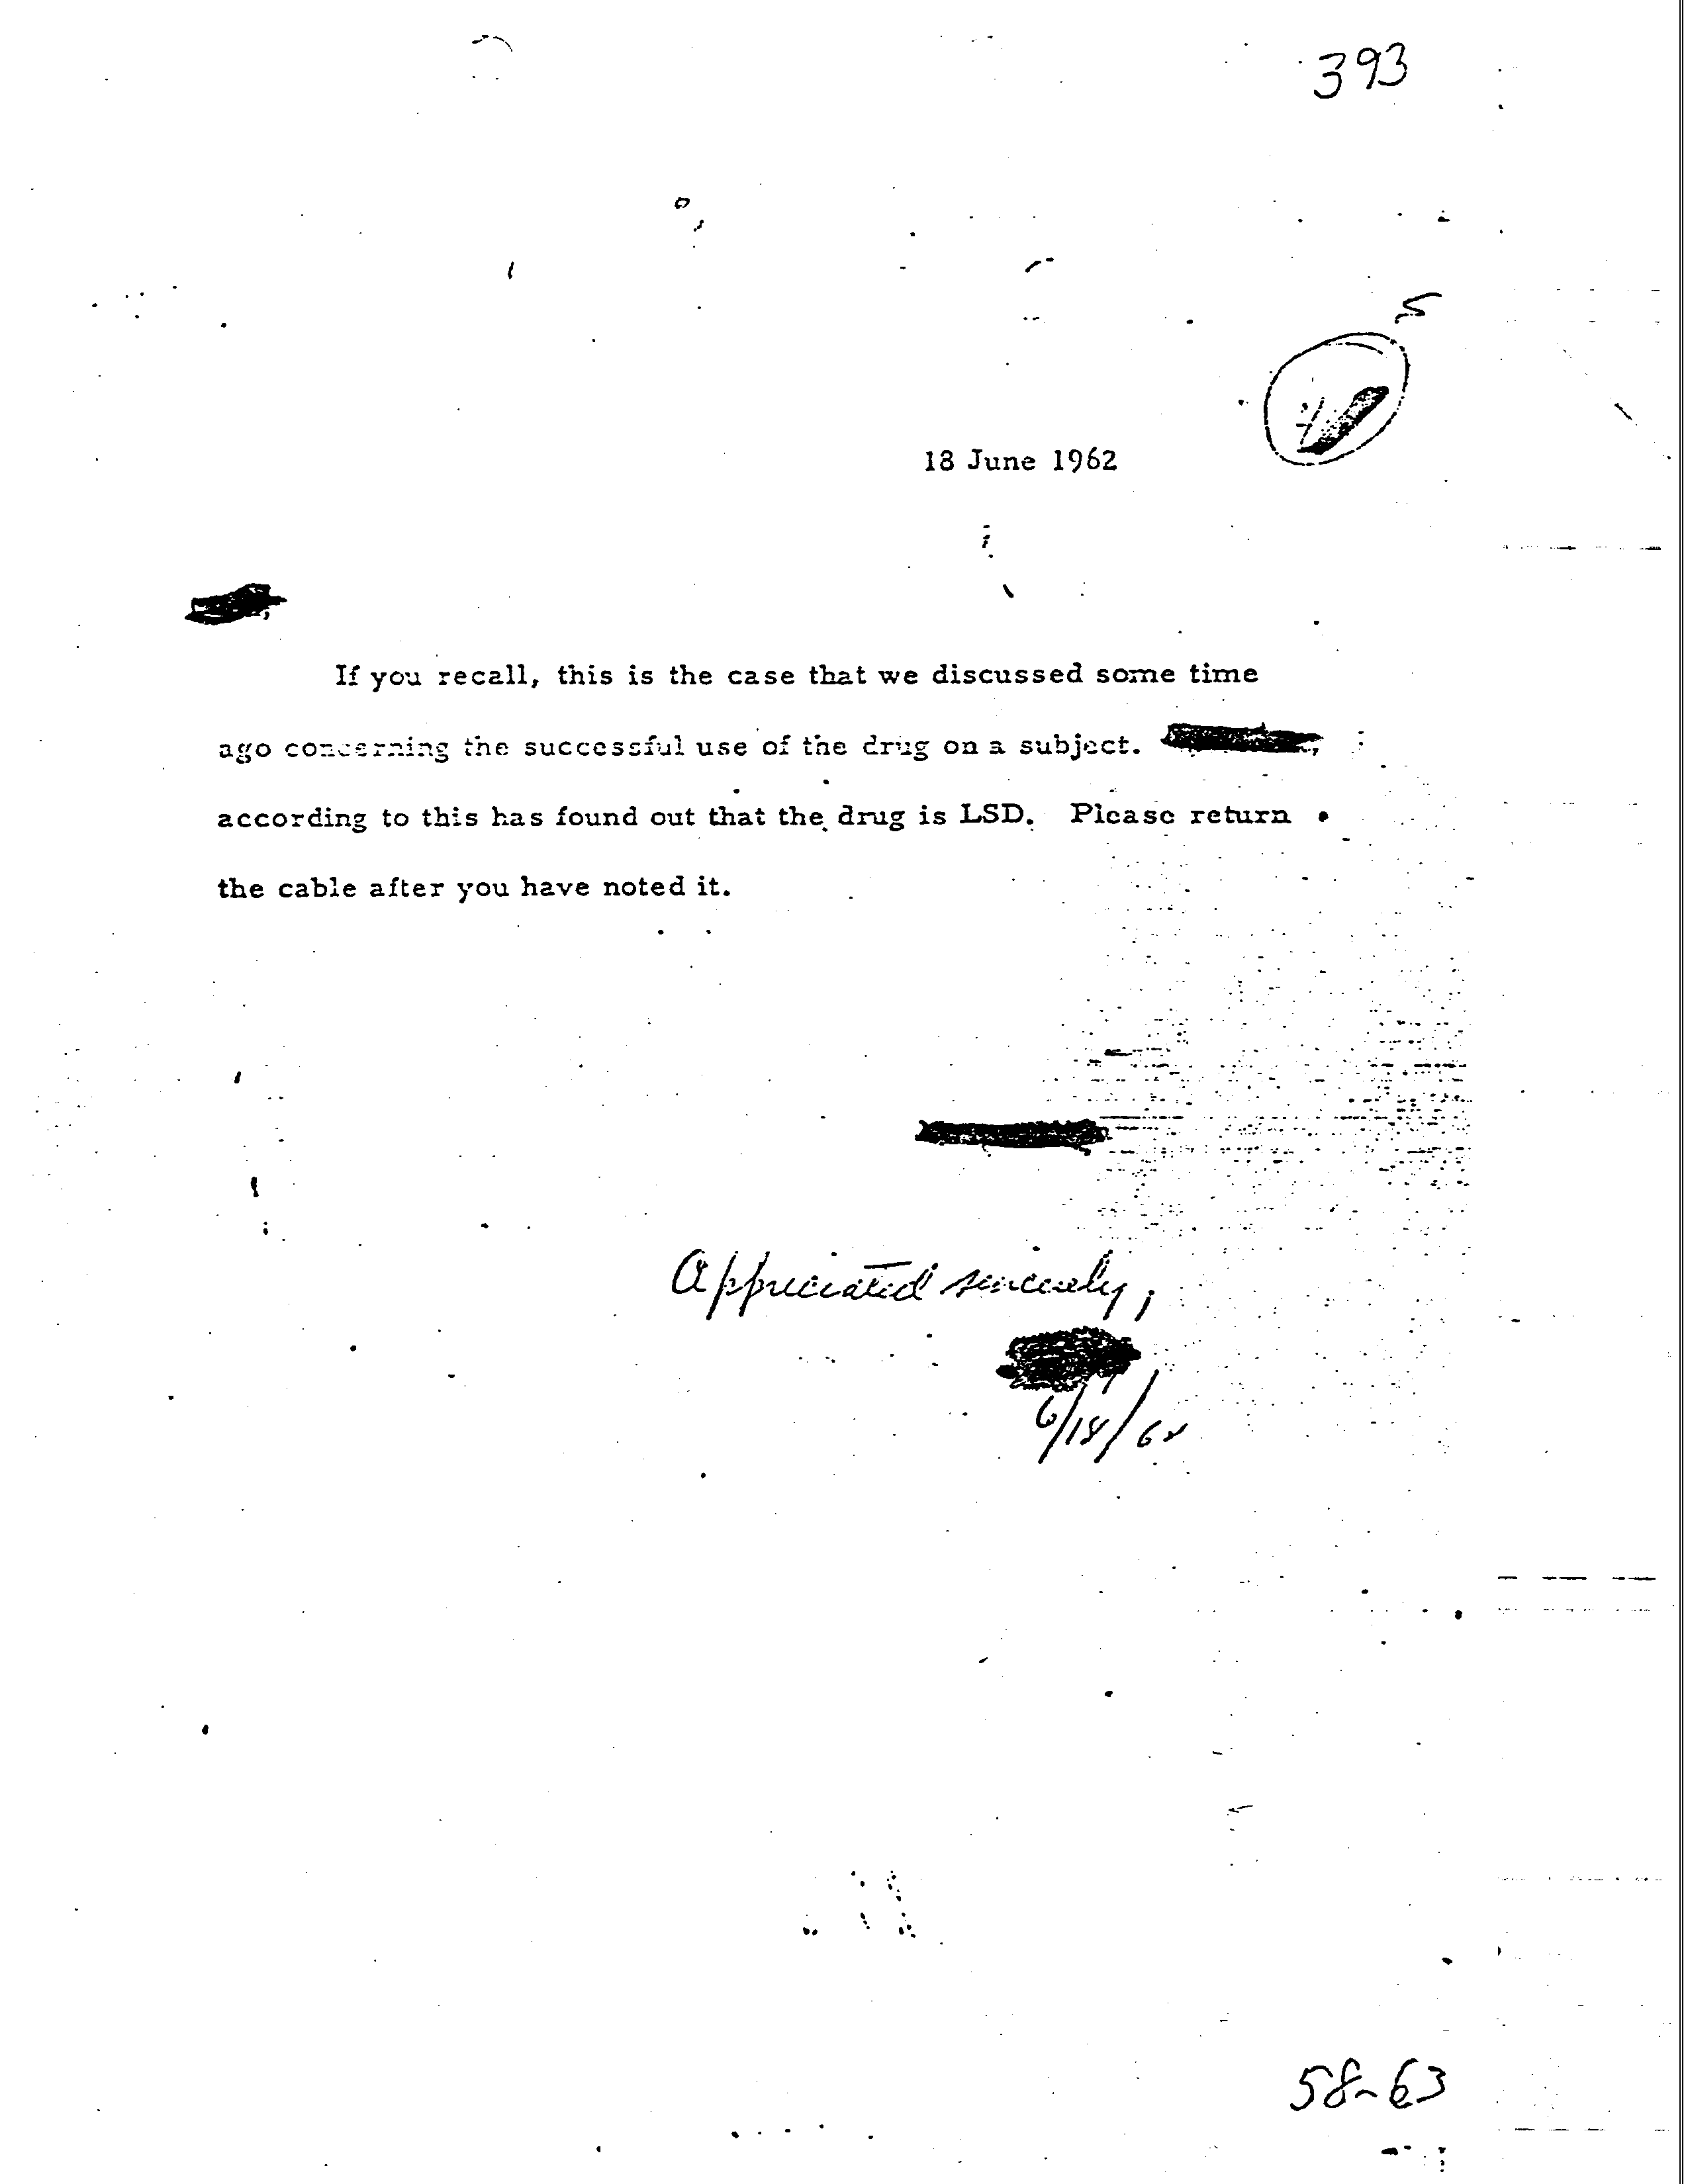 393
5
18 June 1962
If you recall, this is the case that we discussed some time
ago concerning the successful use of the drug on a subject.
according to this has found out that the drug is LSD. Please return
the cable after you have noted it.
Appreciated sincerely,
6/18/62
58-63